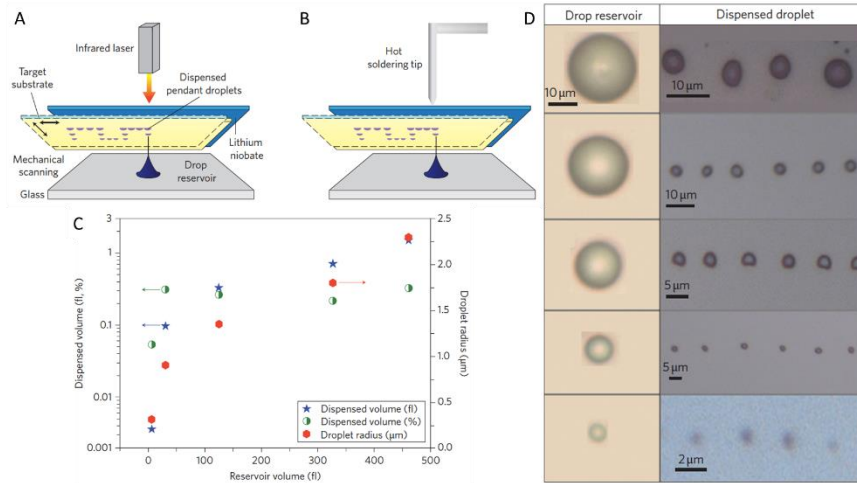 A
Infrared laser
Target substrate
Dispensed pendant droplets
Mechanical scanning
Lithium niobate
Drop reservoir
Glass
B
Hot soldering tip
C
Dispensed volume (fl, %)
3
1
0.1
0.01
0.001
2.5
2.0
1.5
1.0
0.5
0.0
Droplet radius (µm)
0 100 200 300 400 500
Reservoir volume (fl)
Dispensed volume (fl)
Dispensed volume (%)
Droplet radius (µm)
D
Drop reservoir Dispensed droplet
10 µm 10 µm
10 µm
5 µm
5 µm
2 µm